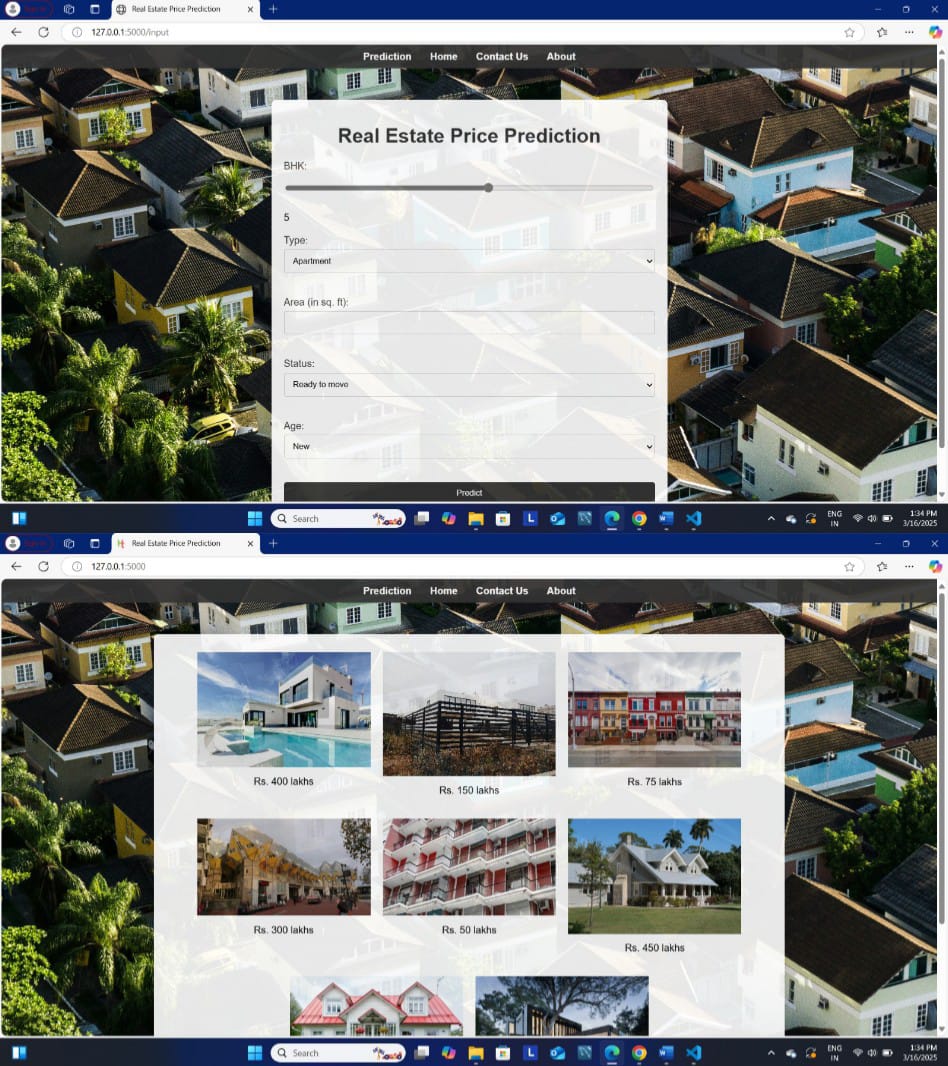 Real Estate Price Prediction
127.0.0.1:5000/input
Prediction Home Contact Us About
Real Estate Price Prediction
BHK:
5
Type:
Apartment
Area (in sq. ft):
Status:
Ready to move
Age:
New
Predict
Search
ENG
IN
1:34 PM
3/16/2025
Real Estate Price Prediction
127.0.0.1:5000
Prediction Home Contact Us About
Rs. 400 lakhs
Rs. 150 lakhs
Rs. 75 lakhs
Rs. 300 lakhs
Rs. 50 lakhs
Rs. 450 lakhs
Search
ENG
IN
1:34 PM
3/16/2025